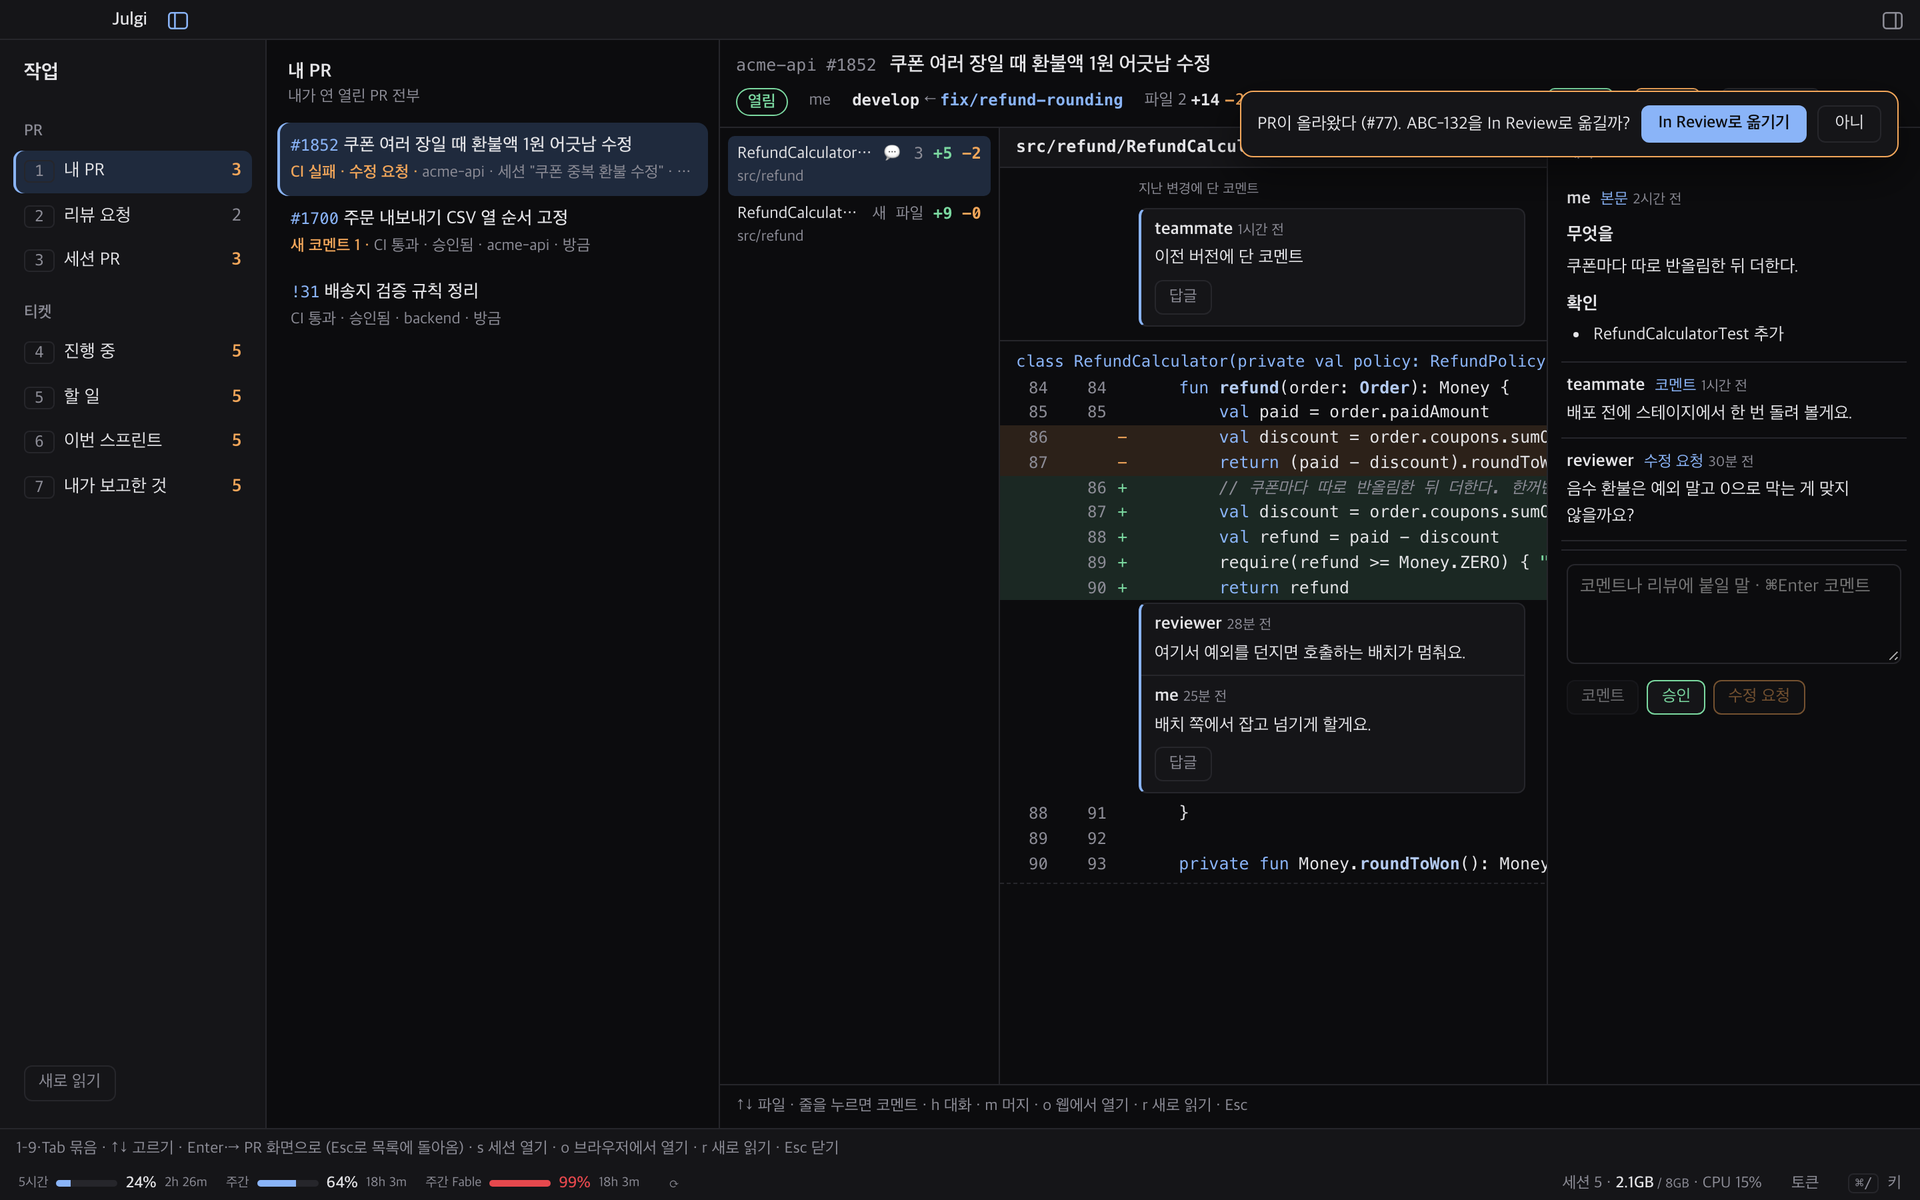 Julgi
작업
PR
1 내 PR 3
2 리뷰 요청 2
3 세션 PR 3
티켓
4 진행 중 5
5 할 일 5
6 이번 스프린트 5
7 내가 보고한 것 5
새로 읽기
내 PR
내가 연 열린 PR 전부
#1852 쿠폰 여러 장일 때 환불액 1원 어긋남 수정
CI 실패 · 수정 요청 · acme-api · 세션 "쿠폰 중복 환불 수정" · ⋯
#1700 주문 내보내기 CSV 열 순서 고정
새 코멘트 1 · CI 통과 · 승인됨 · acme-api · 방금
!31 배송지 검증 규칙 정리
CI 통과 · 승인됨 · backend · 방금
acme-api #1852 쿠폰 여러 장일 때 환불액 1원 어긋남 수정
열림 me develop ← fix/refund-rounding 파일 2 +14 −2
PR이 올라왔다 (#77). ABC-132을 In Review로 옮길까? In Review로 옮기기 아니
RefundCalculator⋯ 💬 3 +5 −2
src/refund
RefundCalculat⋯ 새 파일 +9 −0
src/refund
src/refund/RefundCalcu
지난 변경에 단 코멘트
teammate 1시간 전
이전 버전에 단 코멘트
답글
class RefundCalculator(private val policy: RefundPolicy
84 84 fun refund(order: Order): Money {
85 85 val paid = order.paidAmount
86 − val discount = order.coupons.sumO
87 − return (paid − discount).roundToW
86 + // 쿠폰마다 따로 반올림한 뒤 더한다. 한꺼번
87 + val discount = order.coupons.sumO
88 + val refund = paid − discount
89 + require(refund >= Money.ZERO) { "
90 + return refund
reviewer 28분 전
여기서 예외를 던지면 호출하는 배치가 멈춰요.
me 25분 전
배치 쪽에서 잡고 넘기게 할게요.
답글
88 91 }
89 92
90 93 private fun Money.roundToWon(): Money
me 본문 2시간 전
무엇을
쿠폰마다 따로 반올림한 뒤 더한다.
확인
• RefundCalculatorTest 추가
teammate 코멘트 1시간 전
배포 전에 스테이지에서 한 번 돌려 볼게요.
reviewer 수정 요청 30분 전
음수 환불은 예외 말고 0으로 막는 게 맞지
않을까요?
코멘트나 리뷰에 붙일 말 · ⌘Enter 코멘트
코멘트 승인 수정 요청
↑↓ 파일 · 줄을 누르면 코멘트 · h 대화 · m 머지 · o 웹에서 열기 · r 새로 읽기 · Esc
1-9·Tab 묶음 · ↑↓ 고르기 · Enter·→ PR 화면으로 (Esc로 목록에 돌아옴) · s 세션 열기 · o 브라우저에서 열기 · r 새로 읽기 · Esc 닫기
5시간 24% 2h 26m 주간 64% 18h 3m 주간 Fable 99% 18h 3m ⟳
세션 5 · 2.1GB / 8GB · CPU 15% 토큰 ⌘/ 키